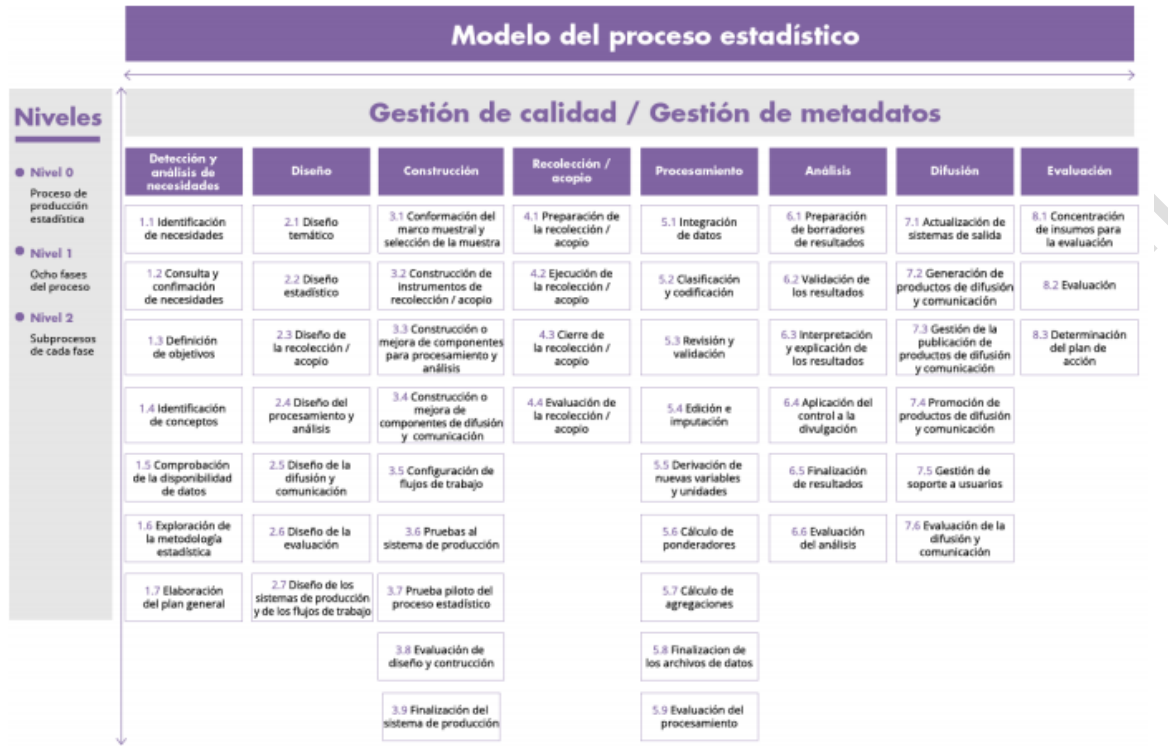 Modelo del proceso estadístico
Niveles
Gestión de calidad / Gestión de metadatos
Nivel 0
Proceso de
producción
estadística
Nivel 1
Ocho fases
del proceso
Nivel 2
Subprocesos
de cada fase
Detección y
análisis de
necesidades
1.1 Identificación
de necesidades
1.2 Consulta y
confimación
de necesidades
1.3 Definición
de objetivos
1.4 Identificación
de conceptos
1.5 Comprobación
de la disponibilidad
de datos
1.6 Exploración de
la metodología
estadística
1.7 Elaboración
del plan general
Diseño
2.1 Diseño
temático
2.2 Diseño
estadístico
2.3 Diseño de
la recolección /
acopio
2.4 Diseño del
procesamiento y
análisis
2.5 Diseño de la
difusión y
comunicación
2.6 Diseño de la
evaluación
2.7 Diseño de los
sistemas de producción
y de los flujos de trabajo
Construcción
3.1 Conformación del
marco muestral y
selección de la muestra
3.2 Construcción de
instrumentos de
recolección / acopio
3.3 Construcción o
mejora de componentes
para procesamiento y
análisis
3.4 Construcción o
mejora de
componentes de difusión
y comunicación
3.5 Configuración de
flujos de trabajo
3.6 Pruebas al
sistema de producción
3.7 Prueba piloto del
proceso estadístico
3.8 Evaluación de
diseño y contrucción
3.9 Finalización del
sistema de producción
Recolección /
acopio
4.1 Preparación de
la recolección /
acopio
4.2 Ejecución de
la recolección /
acopio
4.3 Cierre de
la recolección /
acopio
4.4 Evaluación de
la recolección /
acopio
Procesamiento
5.1 Integración
de datos
5.2 Clasificación
y codificación
5.3 Revisión y
validación
5.4 Edición e
imputación
5.5 Derivación de
nuevas variables
y unidades
5.6 Cálculo de
ponderadores
5.7 Cálculo de
agregaciones
5.8 Finalizacion de
los archivos de datos
5.9 Evaluación del
procesamiento
Análisis
6.1 Preparación
de borradores
de resultados
6.2 Validación de
los resultados
6.3 Interpretación
y explicación de
los resultados
6.4 Aplicación del
control a la
divulgación
6.5 Finalización
de resultados
6.6 Evaluación
del análisis
Difusión
7.1 Actualización de
sistemas de salida
7.2 Generación de
productos de difusión
y comunicación
7.3 Gestión de la
publicación de
productos de difusión
y comunicación
7.4 Promoción de
productos de difusión
y comunicación
7.5 Gestión de
soporte a usuarios
7.6 Evaluación de la
difusión y
comunicación
Evaluación
8.1 Concentración
de insumos para
la evaluación
8.2 Evaluación
8.3 Determinación
del plan de
acción